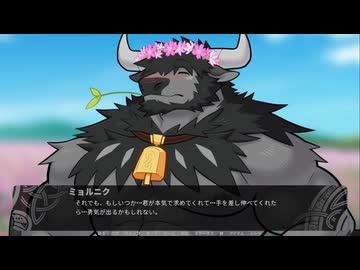 ミョルニク
それでも、もしいつか…君が本気で求めてくれて…手を差し伸べてくれた
ら…勇気が出るかもしれない。